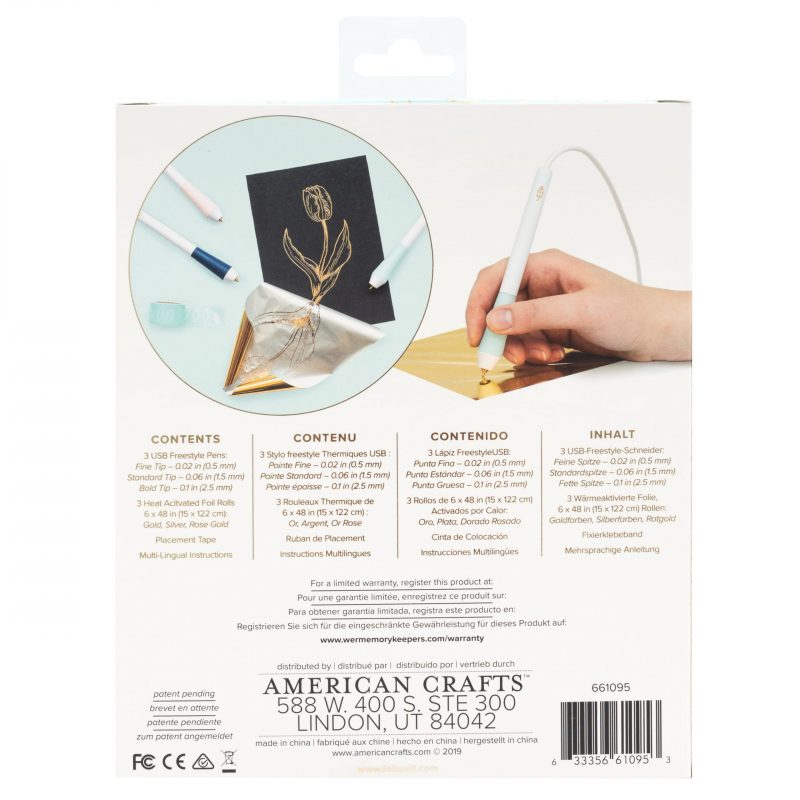 CONTENTS
3 USB Freestyle Pens:
Fine Tip – 0.02 in (0.5 mm)
Standard Tip – 0.06 in (1.5 mm)
Bold Tip – 0.1 in (2.5 mm)
3 Heat Acitvated Foil Rolls
6 x 48 in (15 x 122 cm):
Gold, Silver, Rose Gold
Placement Tape
Multi-Lingual Instructions
CONTENU
3 Stylo freestyle Thermiques USB :
Pointe Fine – 0.02 in (0.5 mm)
Pointe Standard – 0.06 in (1.5 mm)
Pointe épaisse – 0.1 in (2.5 mm)
3 Rouleaux Thermique de
6 x 48 in (15 x 122 cm) :
Or, Argent, Or Rose
Ruban de Placement
Instructions Multilingues
CONTENIDO
3 Lápiz FreestyleUSB:
Punta Fina – 0.02 in (0.5 mm)
Punta Estándar – 0.06 in (1.5 mm)
Punta Gruesa – 0.1 in (2.5 mm)
3 Rollos de 6 x 48 in (15 x 122 cm)
Activados por Calor:
Oro, Plata, Dorado Rosado
Cinta de Colocación
Instrucciones Multilingües
INHALT
3 USB-Freestyle-Schneider:
Feine Spitze – 0.02 in (0.5 mm)
Standardspitze – 0.06 in (1.5 mm)
Fette Spitze – 0.1 in (2.5 mm)
3 Wärmeaktivierte Folie,
6 x 48 in (15 x 122 cm) Rollen:
Goldfarben, Silberfarben, Rotgold
Fixierklebeband
Mehrsprachige Anleitung
For a limited warranty, register this product at:
Pour une garantie limitée, enregistrez ce produit sur:
Para obtener garantía limitada, registra este producto en:
Registrieren Sie sich für die eingeschränkte Gewährleistung für dieses Produkt auf:
www.wermemorykeepers.com/warranty
distributed by | distribué par | distribuido por | vertrieb durch
AMERICAN CRAFTS™
588 W. 400 S. STE 300
LINDON, UT 84042
made in china | fabriqué aux chine | hecho en china | hergestellt in china
www.americancrafts.com © 2019
www.foilquill.com
patent pending
brevet en attente
patente pendiente
zum patent angemeldet
FC CE
661095
6 33356 61095 3